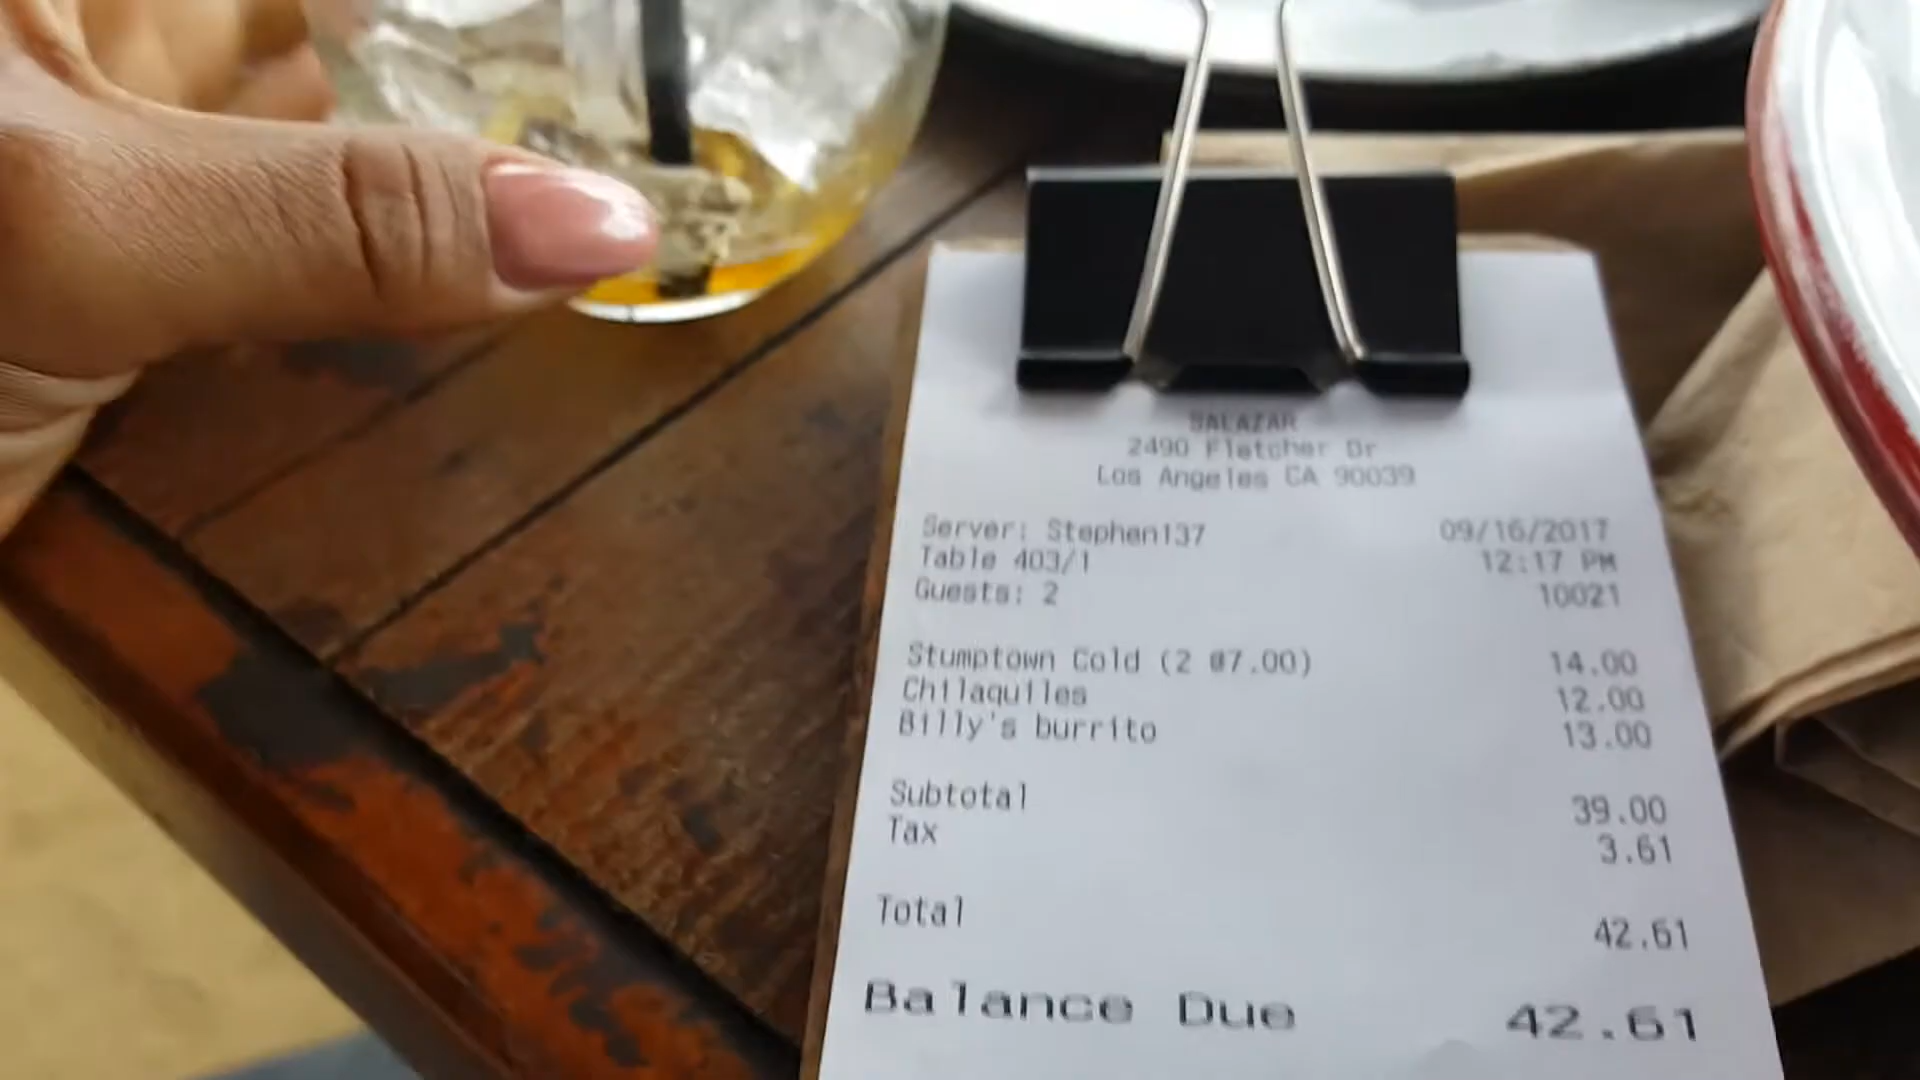 SALAZAR
2490 Fletcher Dr
Los Angeles CA 90039
Server: Stephen137 09/16/2017
Table 403/1 12:17 PM
Guests: 2 10021
Stumptown Cold (2 @7.00) 14.00
Chilaquiles 12.00
Billy's burrito 13.00
Subtotal 39.00
Tax 3.61
Total 42.61
Balance Due 42.61